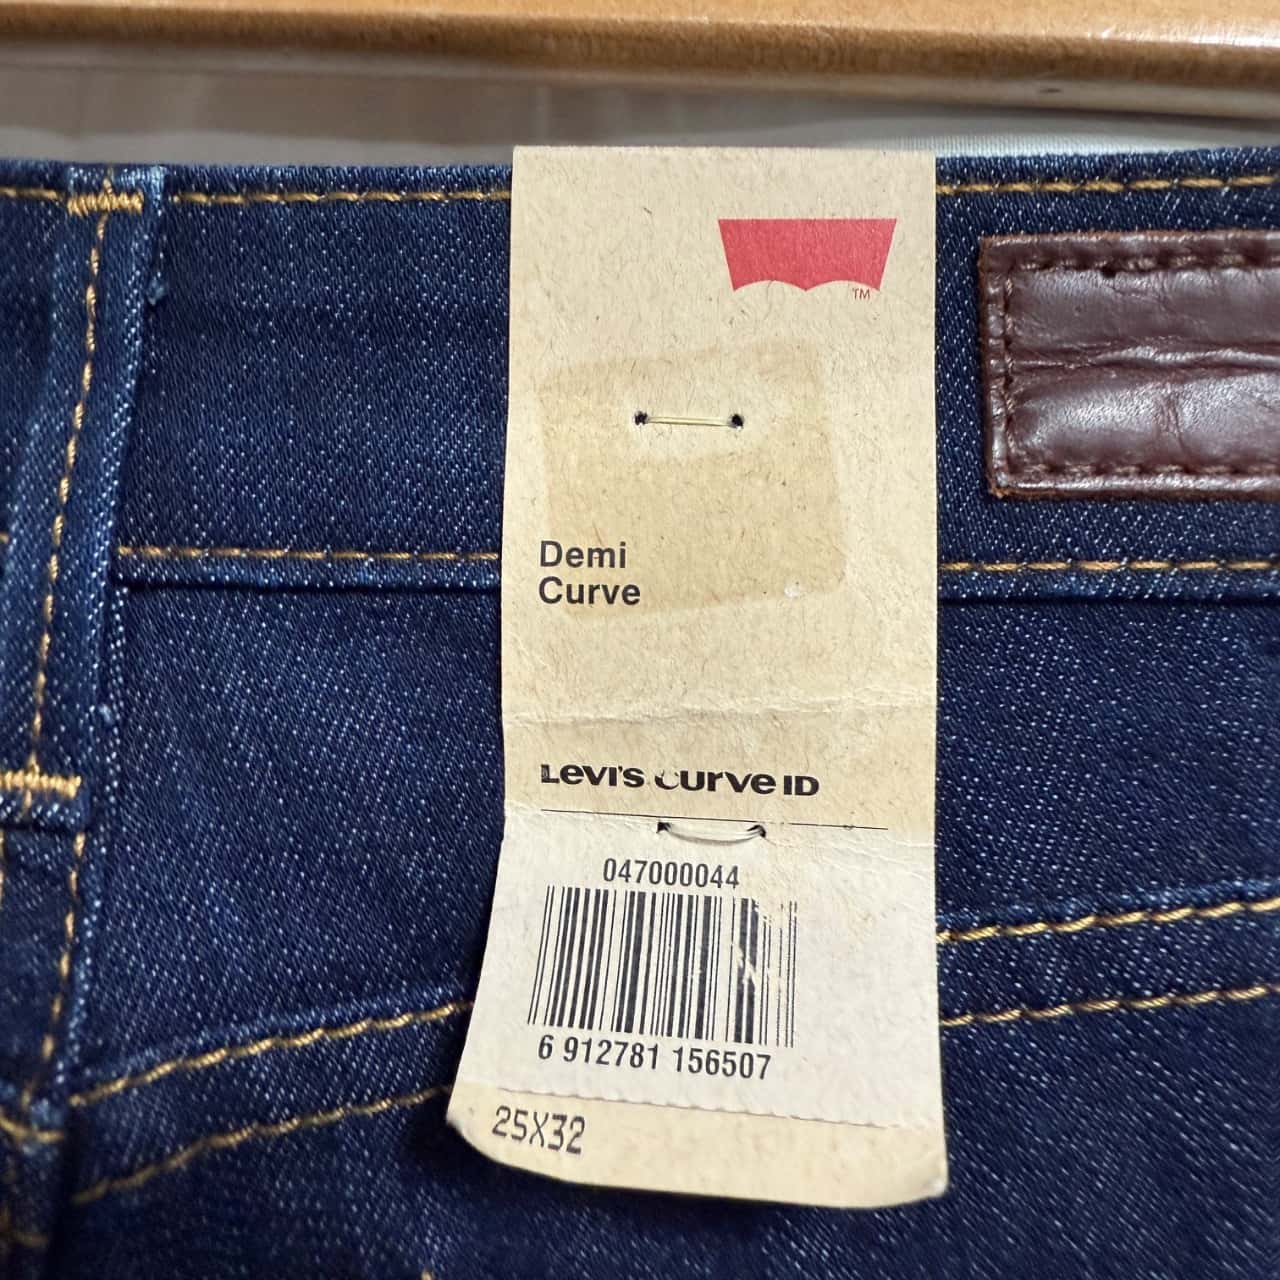 TM
Demi
Curve
Levi's Curve ID
047000044
6 912781 156507
25X32